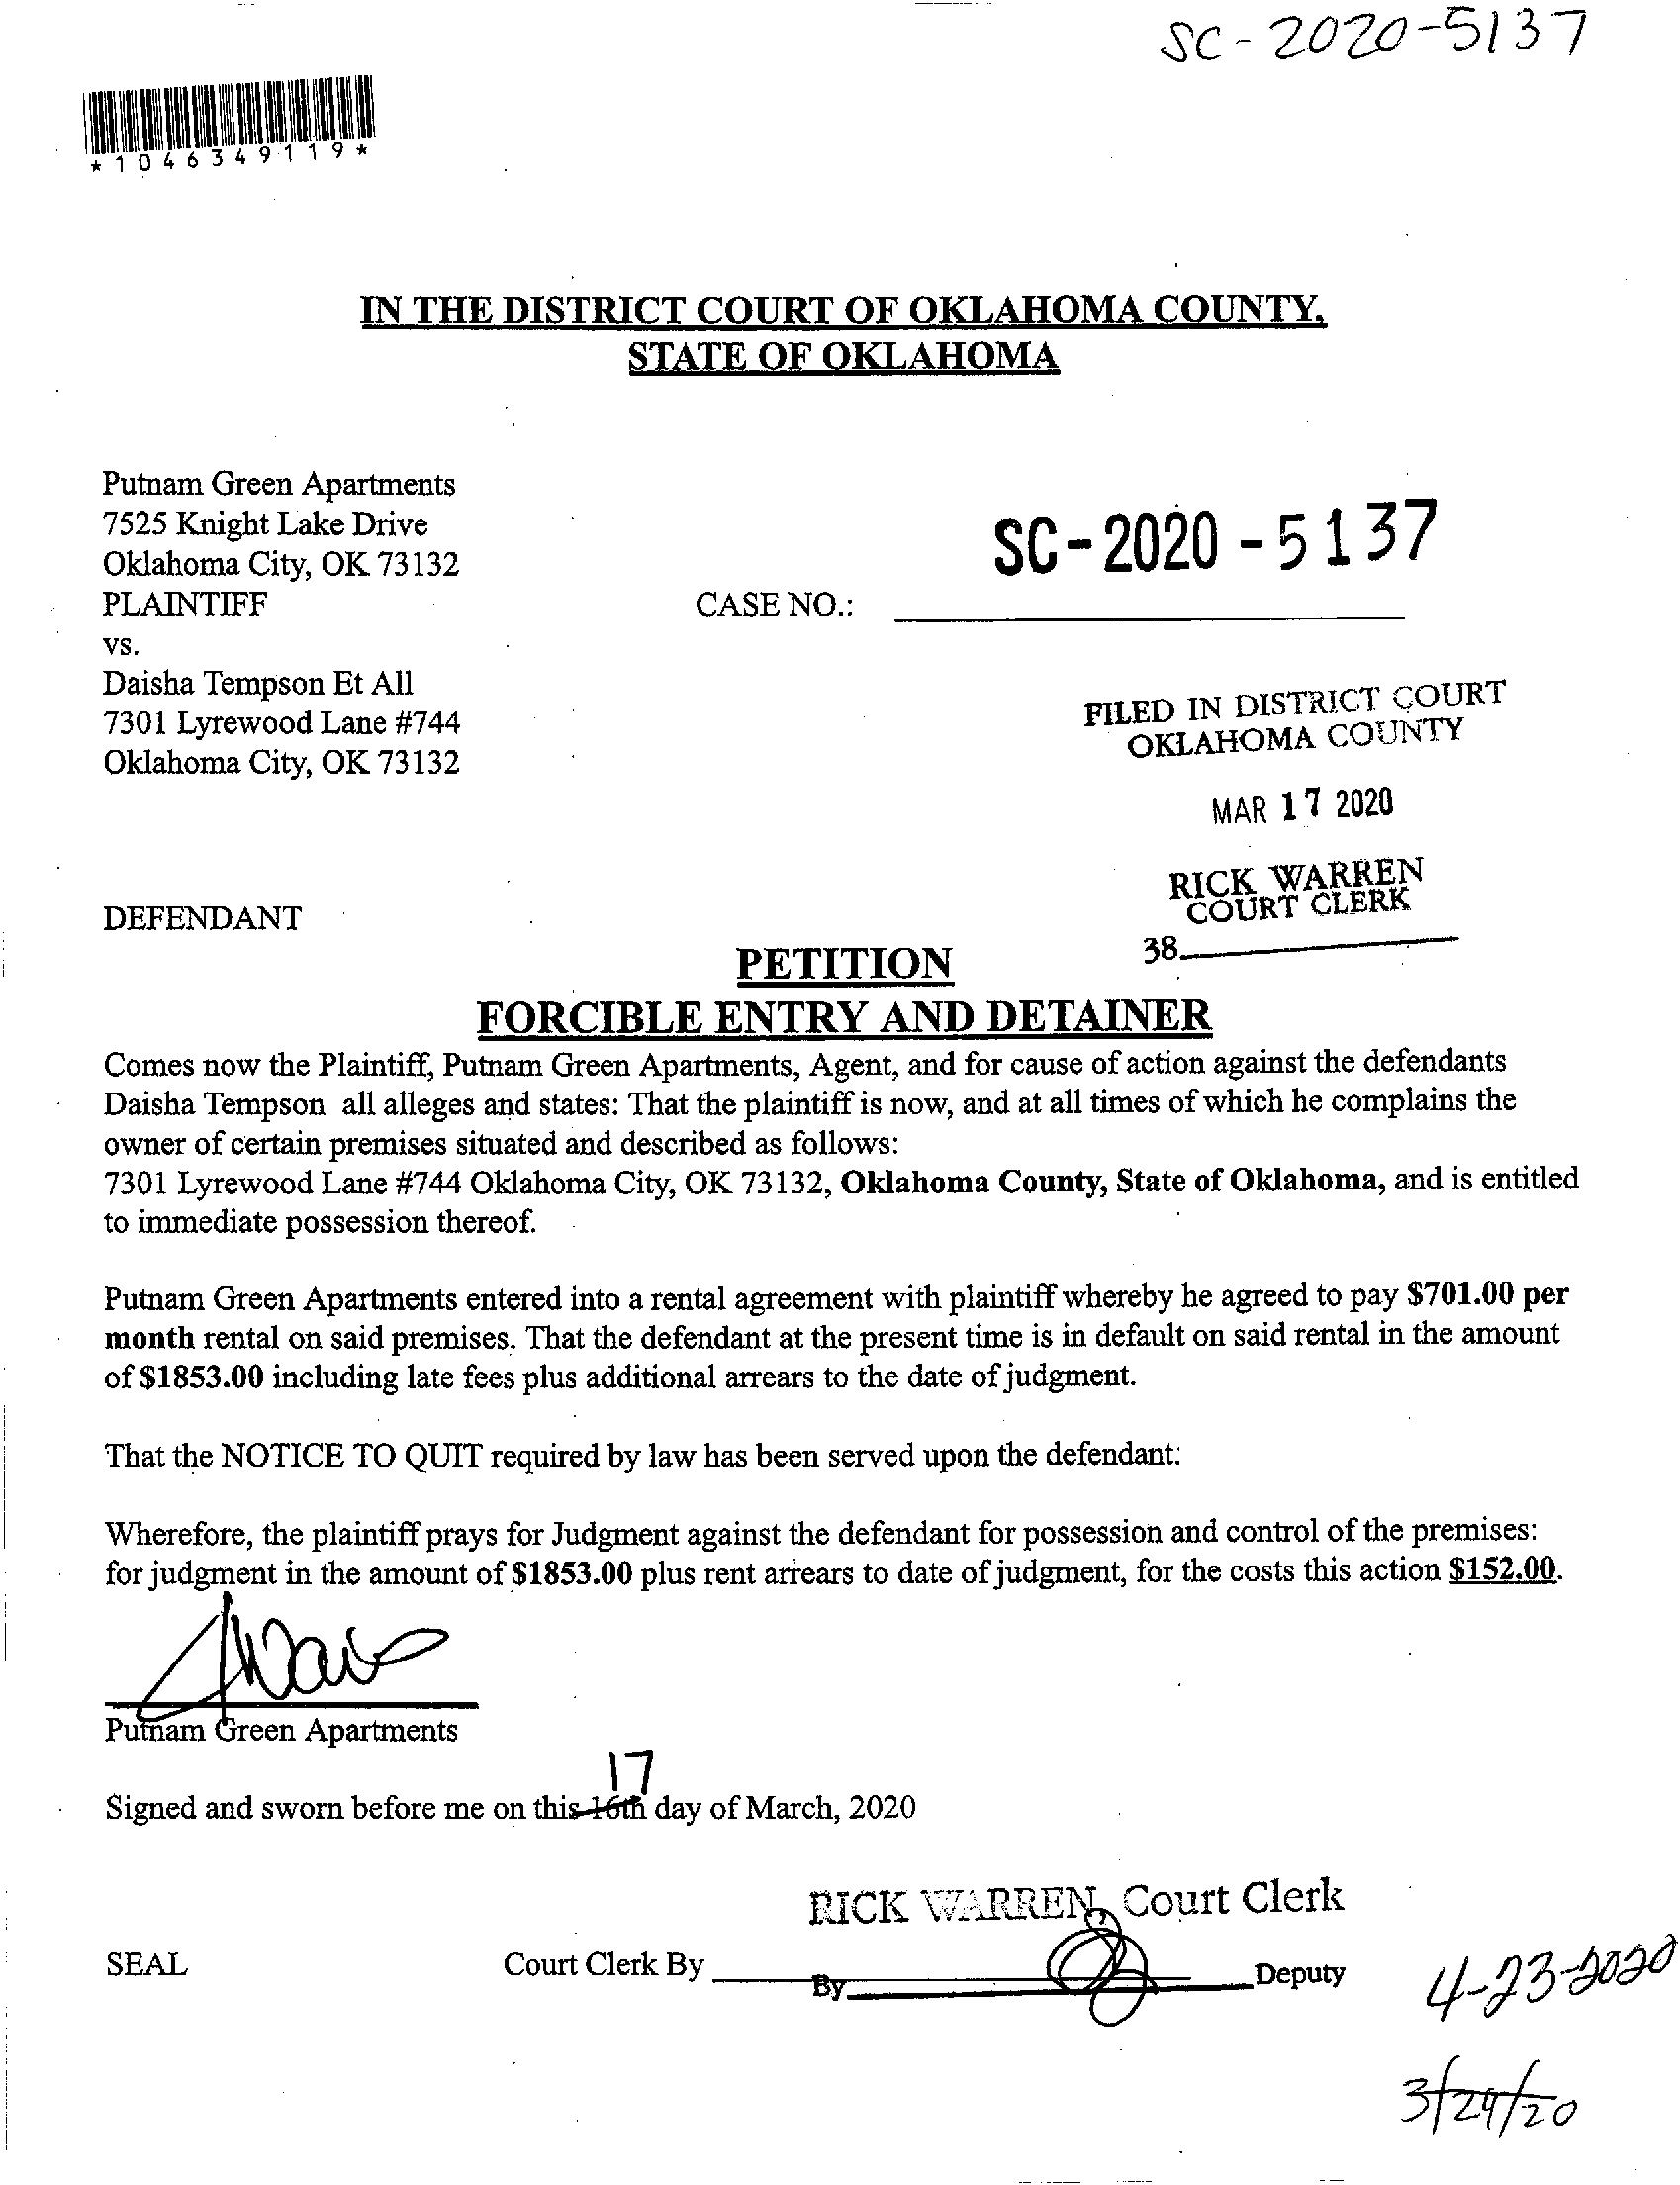 SC-2020-5137
*1046349119*
IN THE DISTRICT COURT OF OKLAHOMA COUNTY,
STATE OF OKLAHOMA
Putnam Green Apartments
7525 Knight Lake Drive
Oklahoma City, OK 73132
PLAINTIFF
vs.
Daisha Tempson Et All
7301 Lyrewood Lane #744
Oklahoma City, OK 73132
DEFENDANT
SC-2020-5137
CASE NO.:
FILED IN DISTRICT COURT
OKLAHOMA COUNTY
MAR 17 2020
RICK WARREN
COURT CLERK
38
PETITION
FORCIBLE ENTRY AND DETAINER
Comes now the Plaintiff, Putnam Green Apartments, Agent, and for cause of action against the defendants
Daisha Tempson all alleges and states: That the plaintiff is now, and at all times of which he complains the
owner of certain premises situated and described as follows:
7301 Lyrewood Lane #744 Oklahoma City, OK 73132, Oklahoma County, State of Oklahoma, and is entitled
to immediate possession thereof.
Putnam Green Apartments entered into a rental agreement with plaintiff whereby he agreed to pay $701.00 per
month rental on said premises. That the defendant at the present time is in default on said rental in the amount
of $1853.00 including late fees plus additional arrears to the date of judgment.
That the NOTICE TO QUIT required by law has been served upon the defendant:
Wherefore, the plaintiff prays for Judgment against the defendant for possession and control of the premises:
for judgment in the amount of $1853.00 plus rent arrears to date of judgment, for the costs this action $152.00.
Putnam Green Apartments
17
Signed and sworn before me on this 16th day of March, 2020
RICK WARREN, Court Clerk
SEAL Court Clerk By
By Deputy
4-23-2020
3/24/20